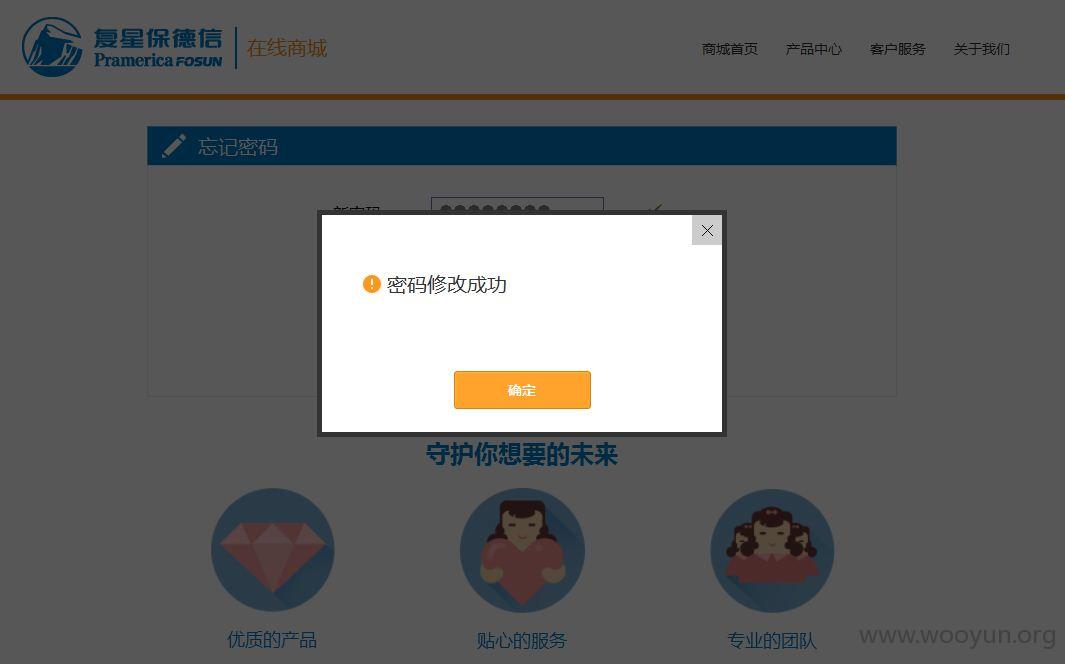 复星保德信
Pramerica FOSUN
在线商城
商城首页 产品中心 客户服务 关于我们
忘记密码
新密码
密码修改成功
确定
守护你想要的未来
优质的产品 贴心的服务 专业的团队
www.wooyun.org